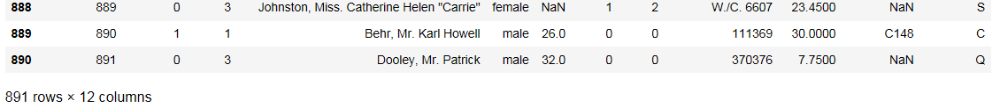 888 889 0 3 Johnston, Miss. Catherine Helen "Carrie" female NaN 1 2 W./C. 6607 23.4500 NaN S
889 890 1 1 Behr, Mr. Karl Howell male 26.0 0 0 111369 30.0000 C148 C
890 891 0 3 Dooley, Mr. Patrick male 32.0 0 0 370376 7.7500 NaN Q
891 rows × 12 columns